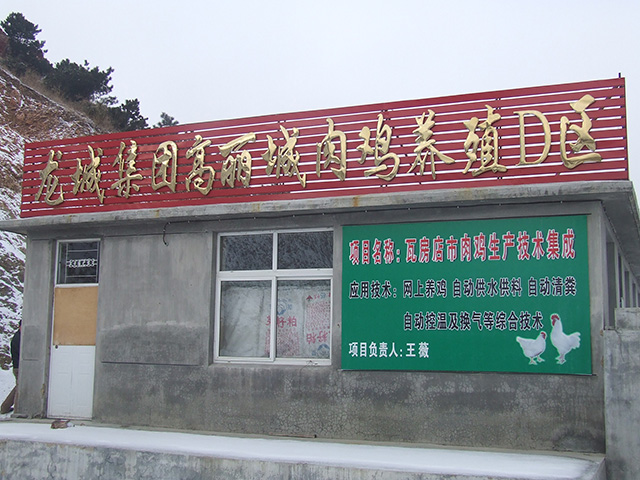 龙城集团高丽城肉鸡养殖D区
项目名称:瓦房店市肉鸡生产技术集成
应用技术:网上养鸡 自动供水供料 自动清粪
自动控温及换气等综合技术
项目负责人:王薇